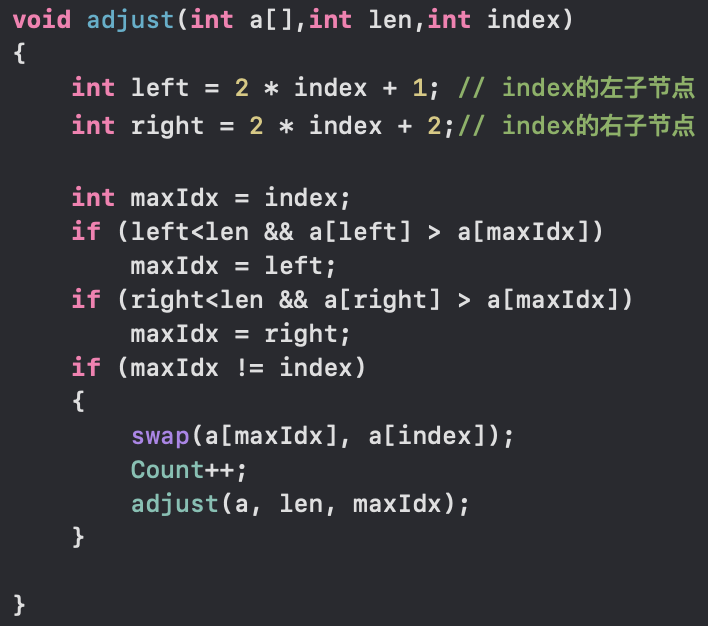 void adjust(int a[],int len,int index)
{
    int left = 2 * index + 1; // index的左子节点
    int right = 2 * index + 2;// index的右子节点

    int maxIdx = index;
    if (left<len && a[left] > a[maxIdx])
        maxIdx = left;
    if (right<len && a[right] > a[maxIdx])
        maxIdx = right;
    if (maxIdx != index)
    {
        swap(a[maxIdx], a[index]);
        Count++;
        adjust(a, len, maxIdx);
    }

}